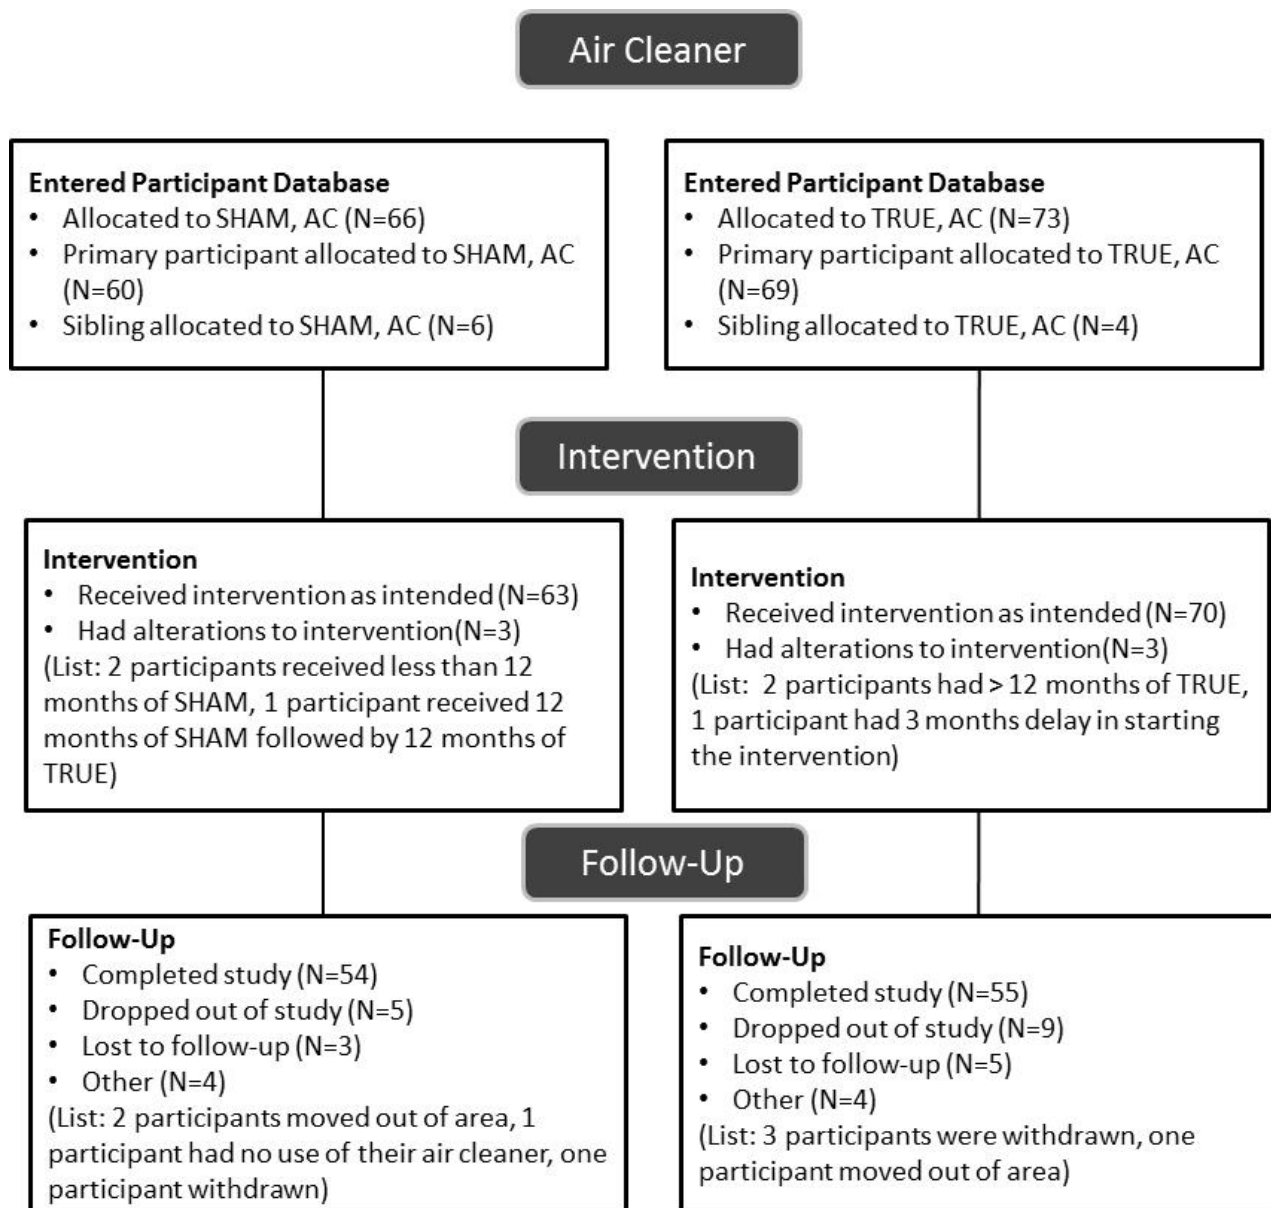 Air Cleaner
Entered Participant Database
• Allocated to SHAM, AC (N=66)
• Primary participant allocated to SHAM, AC
(N=60)
• Sibling allocated to SHAM, AC (N=6)
Entered Participant Database
• Allocated to TRUE, AC (N=73)
• Primary participant allocated to TRUE, AC
(N=69)
• Sibling allocated to TRUE, AC (N=4)
Intervention
Intervention
• Received intervention as intended (N=63)
• Had alterations to intervention(N=3)
(List: 2 participants received less than 12
months of SHAM, 1 participant received 12
months of SHAM followed by 12 months of
TRUE)
Intervention
• Received intervention as intended (N=70)
• Had alterations to intervention(N=3)
(List: 2 participants had > 12 months of TRUE,
1 participant had 3 months delay in starting
the intervention)
Follow-Up
Follow-Up
• Completed study (N=54)
• Dropped out of study (N=5)
• Lost to follow-up (N=3)
• Other (N=4)
(List: 2 participants moved out of area, 1
participant had no use of their air cleaner, one
participant withdrawn)
Follow-Up
• Completed study (N=55)
• Dropped out of study (N=9)
• Lost to follow-up (N=5)
• Other (N=4)
(List: 3 participants were withdrawn, one
participant moved out of area)